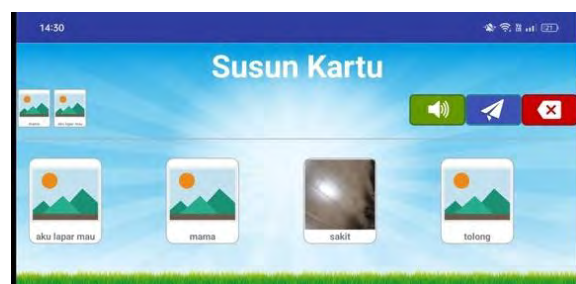 14:30
Susun Kartu
aku lapar mau
mama
sakit
tolong